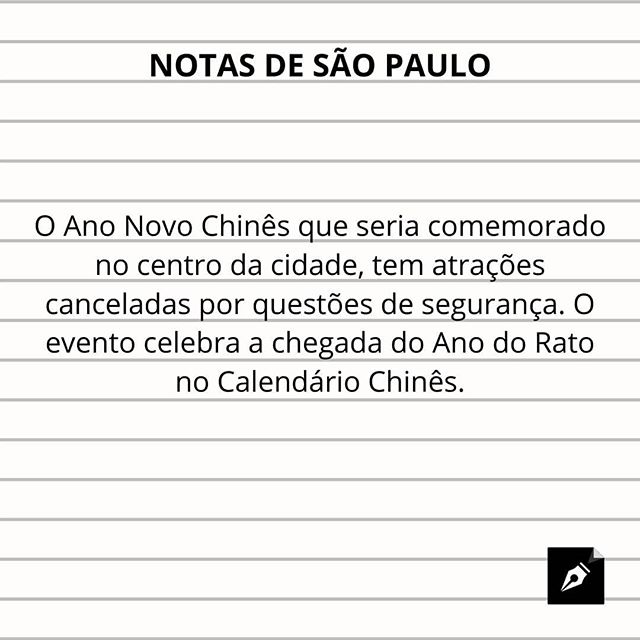 NOTAS DE SÃO PAULO
O Ano Novo Chinês que seria comemorado
no centro da cidade, tem atrações
canceladas por questões de segurança. O
evento celebra a chegada do Ano do Rato
no Calendário Chinês.